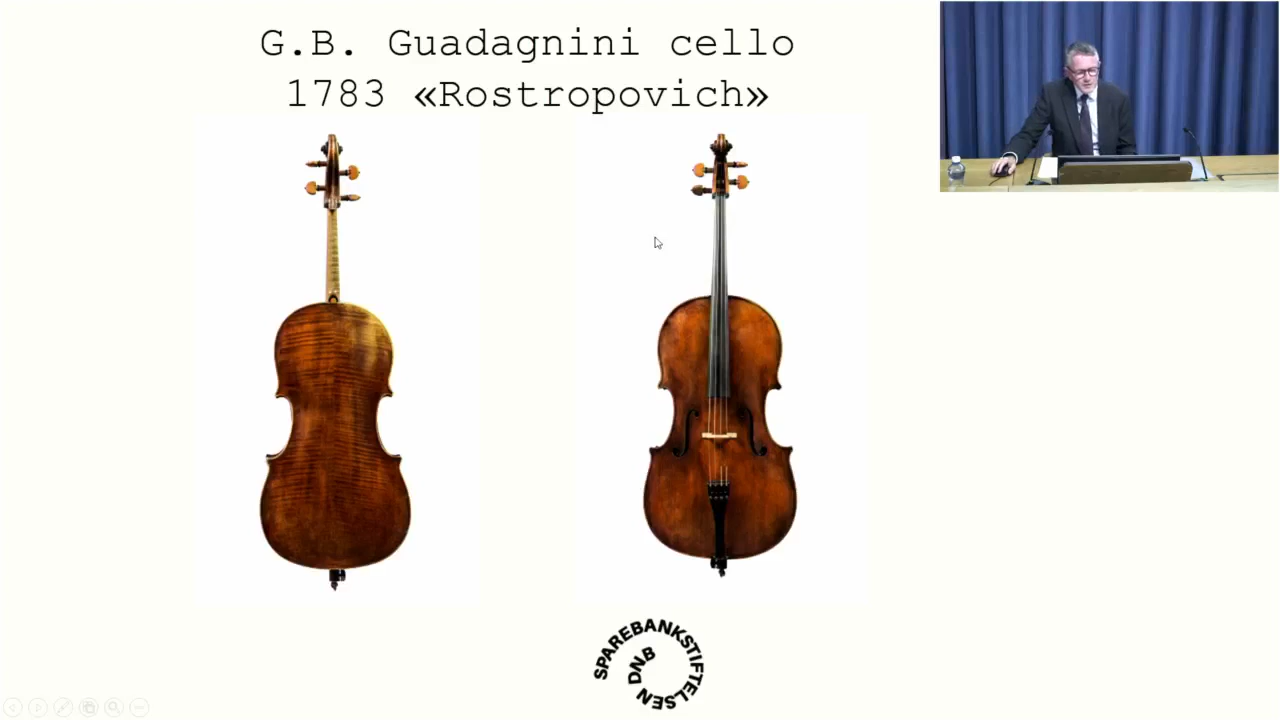 G.B. Guadagnini cello
1783 «Rostropovich»
SPAREBANKSTIFTELSEN DNB